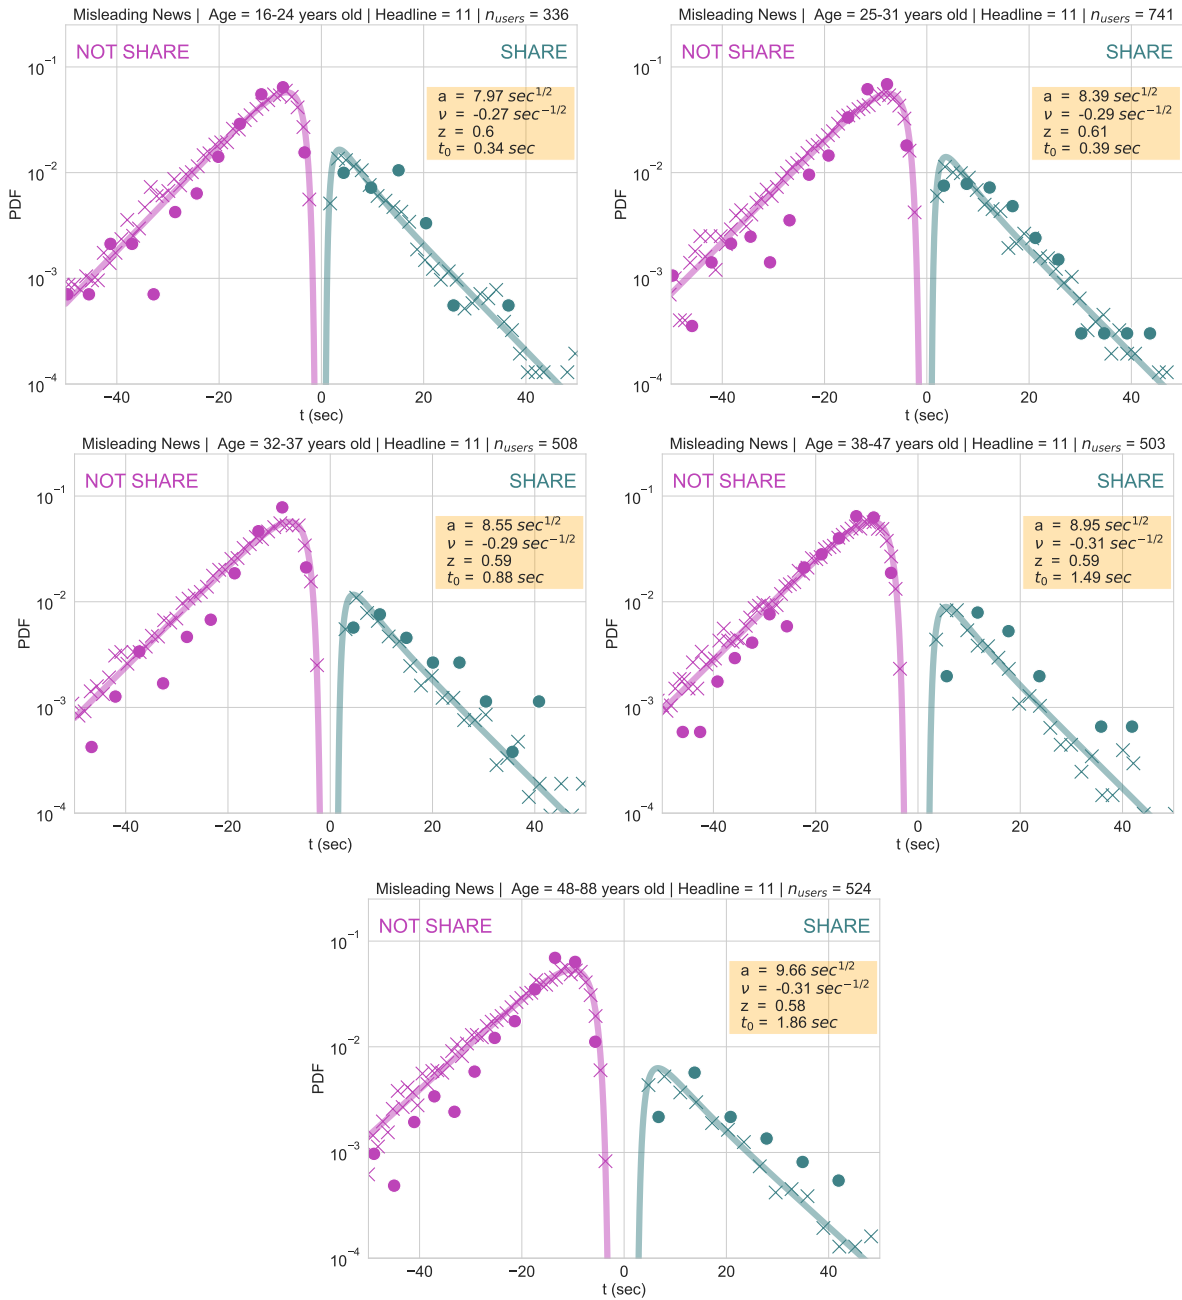 Misleading News | Age = 16-24 years old | Headline = 11 | n_users = 336
NOT SHARE
SHARE
a = 7.97 sec^{1/2}
ν = -0.27 sec^{-1/2}
z = 0.6
t_0 = 0.34 sec
PDF
10^{-1}
10^{-2}
10^{-3}
10^{-4}
−40 −20 0 20 40
t (sec)
Misleading News | Age = 25-31 years old | Headline = 11 | n_users = 741
NOT SHARE
SHARE
a = 8.39 sec^{1/2}
ν = -0.29 sec^{-1/2}
z = 0.61
t_0 = 0.39 sec
PDF
10^{-1}
10^{-2}
10^{-3}
10^{-4}
−40 −20 0 20 40
t (sec)
Misleading News | Age = 32-37 years old | Headline = 11 | n_users = 508
NOT SHARE
SHARE
a = 8.55 sec^{1/2}
ν = -0.29 sec^{-1/2}
z = 0.59
t_0 = 0.88 sec
PDF
10^{-1}
10^{-2}
10^{-3}
10^{-4}
−40 −20 0 20 40
t (sec)
Misleading News | Age = 38-47 years old | Headline = 11 | n_users = 503
NOT SHARE
SHARE
a = 8.95 sec^{1/2}
ν = -0.31 sec^{-1/2}
z = 0.59
t_0 = 1.49 sec
PDF
10^{-1}
10^{-2}
10^{-3}
10^{-4}
−40 −20 0 20 40
t (sec)
Misleading News | Age = 48-88 years old | Headline = 11 | n_users = 524
NOT SHARE
SHARE
a = 9.66 sec^{1/2}
ν = -0.31 sec^{-1/2}
z = 0.58
t_0 = 1.86 sec
PDF
10^{-1}
10^{-2}
10^{-3}
10^{-4}
−40 −20 0 20 40
t (sec)